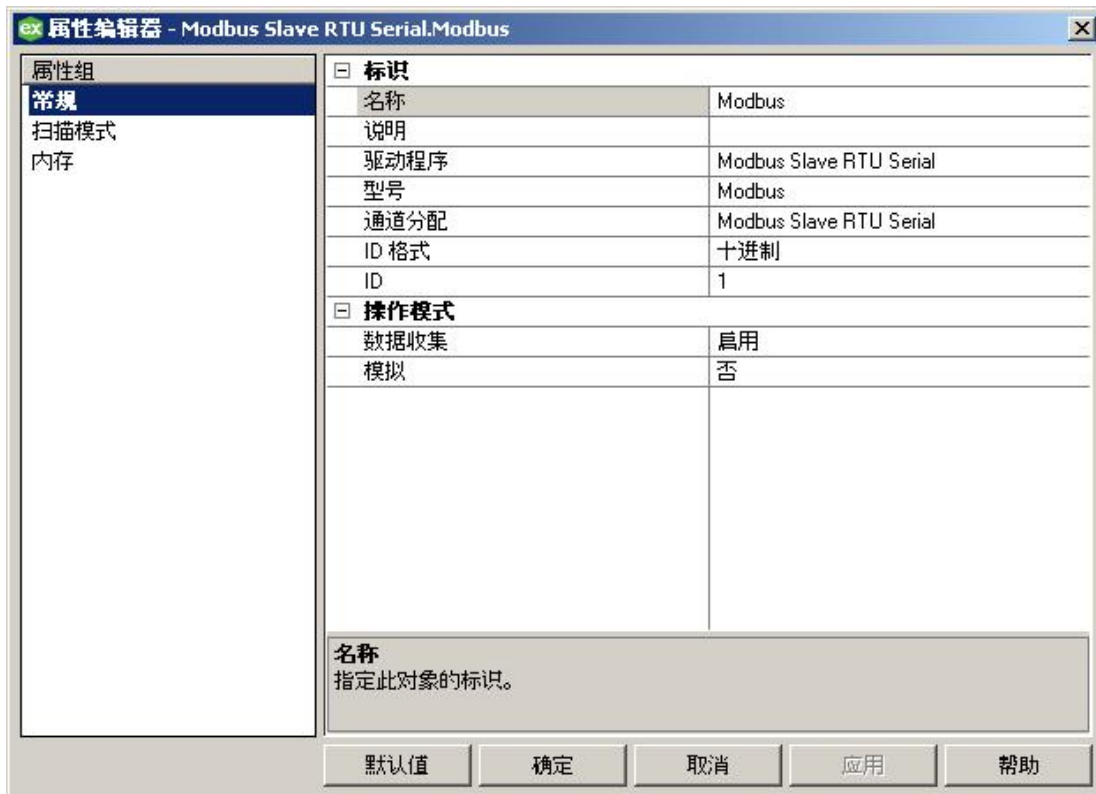 ex 属性编辑器 - Modbus Slave RTU Serial.Modbus
属性组
常规
扫描模式
内存
标识
名称 Modbus
说明
驱动程序 Modbus Slave RTU Serial
型号 Modbus
通道分配 Modbus Slave RTU Serial
ID 格式 十进制
ID 1
操作模式
数据收集 启用
模拟 否
名称
指定此对象的标识。
默认值 确定 取消 应用 帮助